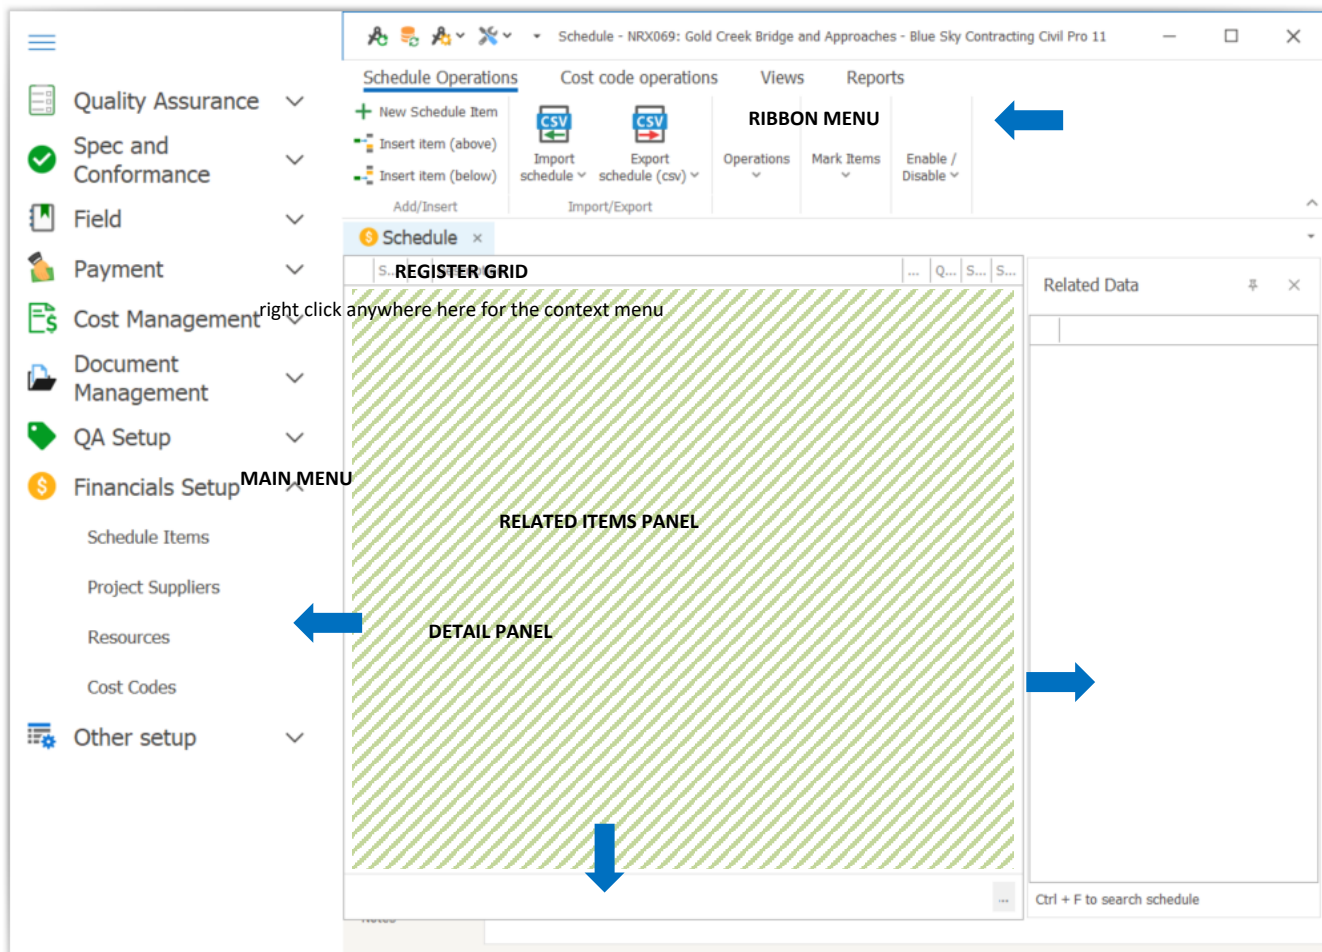 Schedule - NRX069: Gold Creek Bridge and Approaches - Blue Sky Contracting Civil Pro 11
Schedule Operations Cost code operations Views Reports
New Schedule Item
Insert item (above)
Insert item (below)
Add/Insert
CSV
Import
schedule
CSV
Export
schedule (csv)
Import/Export
RIBBON MENU
Operations
Mark Items
Enable /
Disable
Quality Assurance
Spec and
Conformance
Field
Payment
Cost Management
Document
Management
QA Setup
Financials Setup
Schedule Items
Project Suppliers
Resources
Cost Codes
Other setup
MAIN MENU
Schedule
S... REGISTER GRID ... Q... S... S...
right click anywhere here for the context menu
RELATED ITEMS PANEL
DETAIL PANEL
...
Related Data
Ctrl + F to search schedule